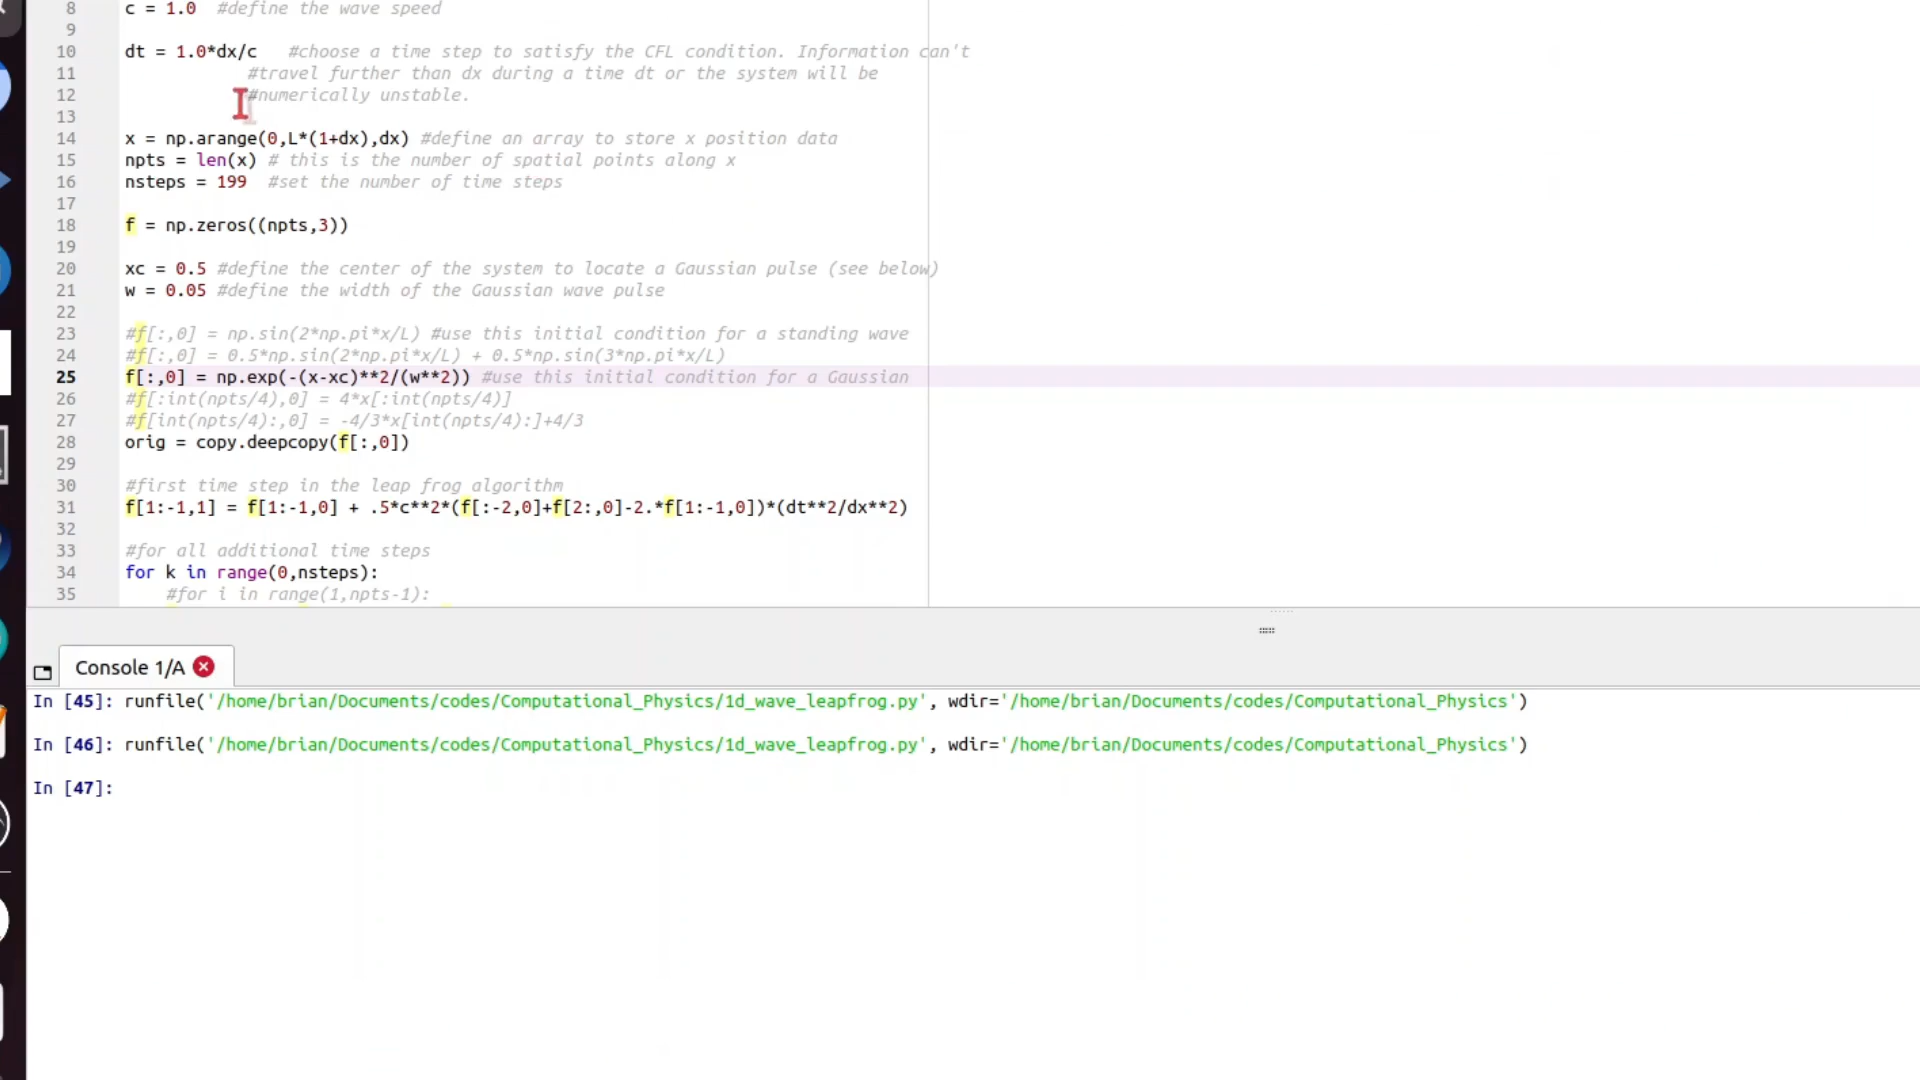 8 c = 1.0 #define the wave speed
9
10 dt = 1.0*dx/c #choose a time step to satisfy the CFL condition. Information can't
11 #travel further than dx during a time dt or the system will be
12 #numerically unstable.
13
14 x = np.arange(0,L*(1+dx),dx) #define an array to store x position data
15 npts = len(x) # this is the number of spatial points along x
16 nsteps = 199 #set the number of time steps
17
18 f = np.zeros((npts,3))
19
20 xc = 0.5 #define the center of the system to locate a Gaussian pulse (see below)
21 w = 0.05 #define the width of the Gaussian wave pulse
22
23 #f[:,0] = np.sin(2*np.pi*x/L) #use this initial condition for a standing wave
24 #f[:,0] = 0.5*np.sin(2*np.pi*x/L) + 0.5*np.sin(3*np.pi*x/L)
25 f[:,0] = np.exp(-(x-xc)**2/(w**2)) #use this initial condition for a Gaussian
26 #f[:int(npts/4),0] = 4*x[:int(npts/4)]
27 #f[int(npts/4):,0] = -4/3*x[int(npts/4):]+4/3
28 orig = copy.deepcopy(f[:,0])
29
30 #first time step in the leap frog algorithm
31 f[1:-1,1] = f[1:-1,0] + .5*c**2*(f[:-2,0]+f[2:,0]-2.*f[1:-1,0])*(dt**2/dx**2)
32
33 #for all additional time steps
34 for k in range(0,nsteps):
35 #for i in range(1,npts-1):
Console 1/A
In [45]: runfile('/home/brian/Documents/codes/Computational_Physics/1d_wave_leapfrog.py', wdir='/home/brian/Documents/codes/Computational_Physics')
In [46]: runfile('/home/brian/Documents/codes/Computational_Physics/1d_wave_leapfrog.py', wdir='/home/brian/Documents/codes/Computational_Physics')
In [47]: